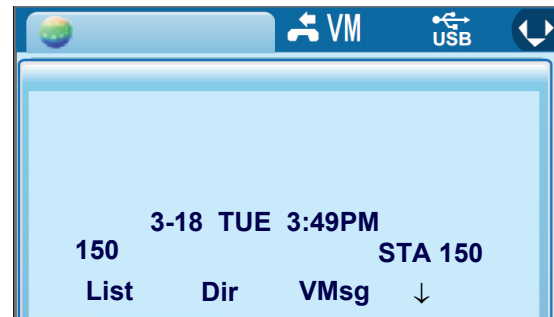 VM USB
3-18 TUE 3:49PM
150 STA 150
List Dir VMsg ↓